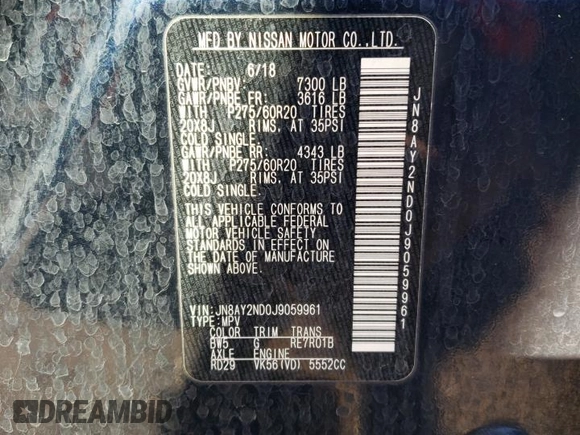 MFD BY NISSAN MOTOR CO.,LTD.
DATE: 6/18
GVWR/PNBV: 7300 LB
GAWR/PNBE FR: 3616 LB
WITH P275/60R20 TIRES
20X8J RIMS, AT 35PSI
COLD SINGLE.
GAWR/PNBE RR: 4343 LB
WITH P275/60R20 TIRES
20X8J RIMS, AT 35PSI
COLD SINGLE.
THIS VEHICLE CONFORMS TO
ALL APPLICABLE FEDERAL
MOTOR VEHICLE SAFETY
STANDARDS IN EFFECT ON
THE DATE OF MANUFACTURE
SHOWN ABOVE.
VIN: JN8AY2ND0J9059961
TYPE: MPV
COLOR TRIM TRANS
BW5 G RE7R01B
AXLE ENGINE
RD29 VK56(VD) 5552CC
JN8AY2ND0J9059961
DREAMBID